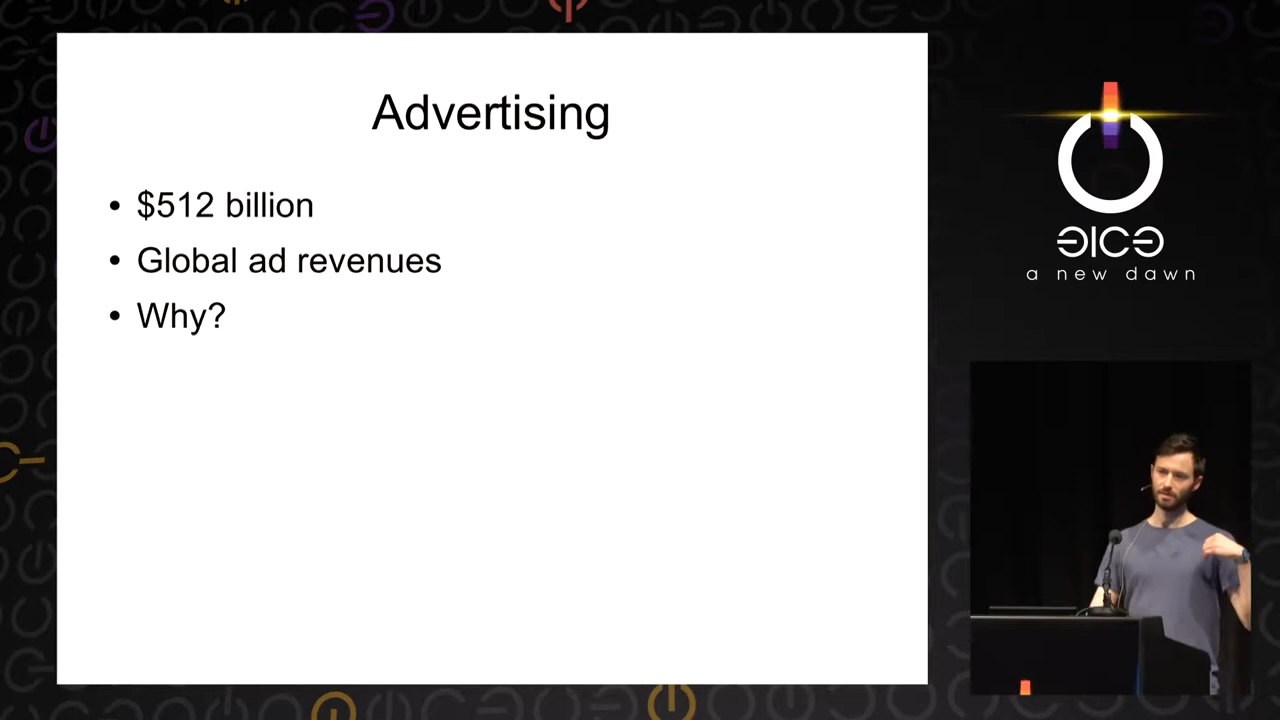 Advertising
• $512 billion
• Global ad revenues
• Why?
a new dawn